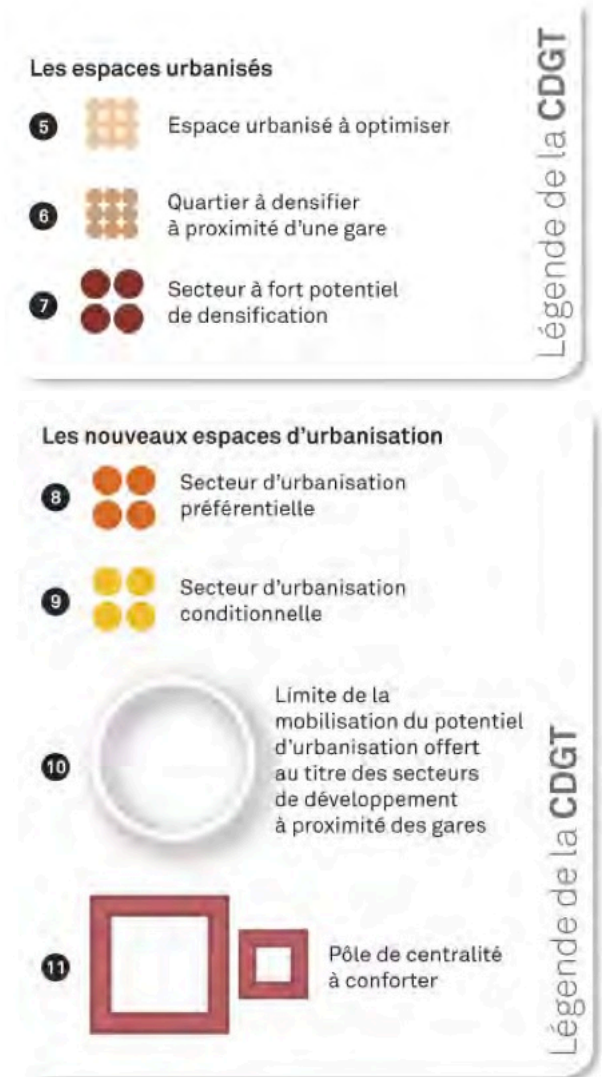 Les espaces urbanisés
5 Espace urbanisé à optimiser
6 Quartier à densifier
à proximité d'une gare
7 Secteur à fort potentiel
de densification
Légende de la CDGT
Les nouveaux espaces d'urbanisation
8 Secteur d'urbanisation
préférentielle
9 Secteur d'urbanisation
conditionnelle
10 Limite de la
mobilisation du potentiel
d'urbanisation offert
au titre des secteurs
de développement
à proximité des gares
11 Pôle de centralité
à conforter
Légende de la CDGT